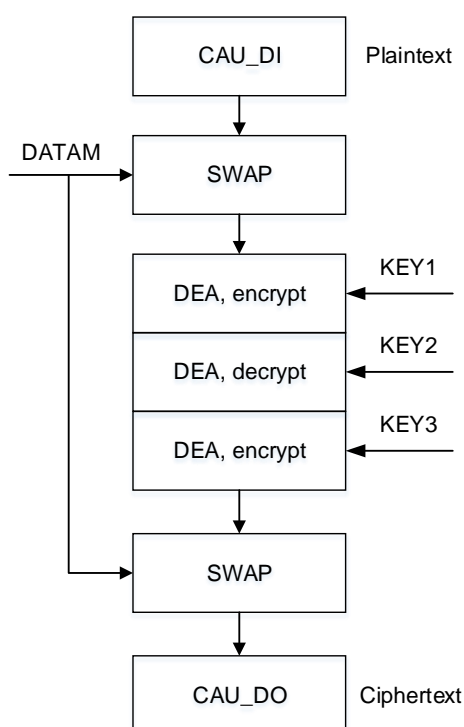 CAU_DI
Plaintext
DATAM
SWAP
KEY1
DEA, encrypt
KEY2
DEA, decrypt
KEY3
DEA, encrypt
SWAP
CAU_DO
Ciphertext